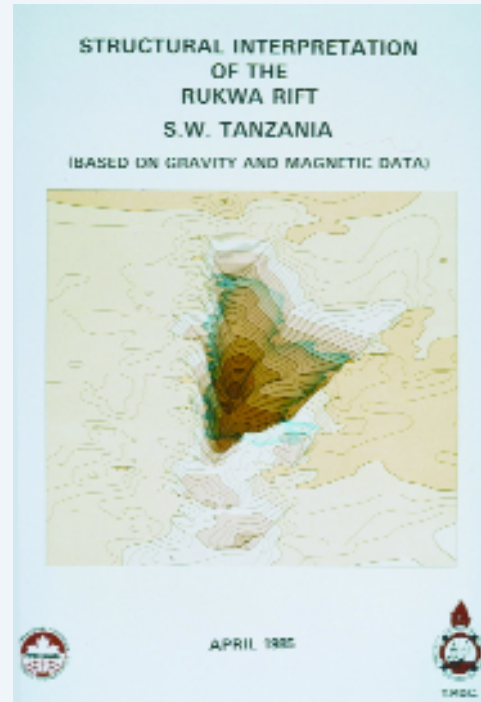 STRUCTURAL INTERPRETATION
OF THE
RUKWA RIFT
S.W. TANZANIA
(BASED ON GRAVITY AND MAGNETIC DATA)
APRIL 1985